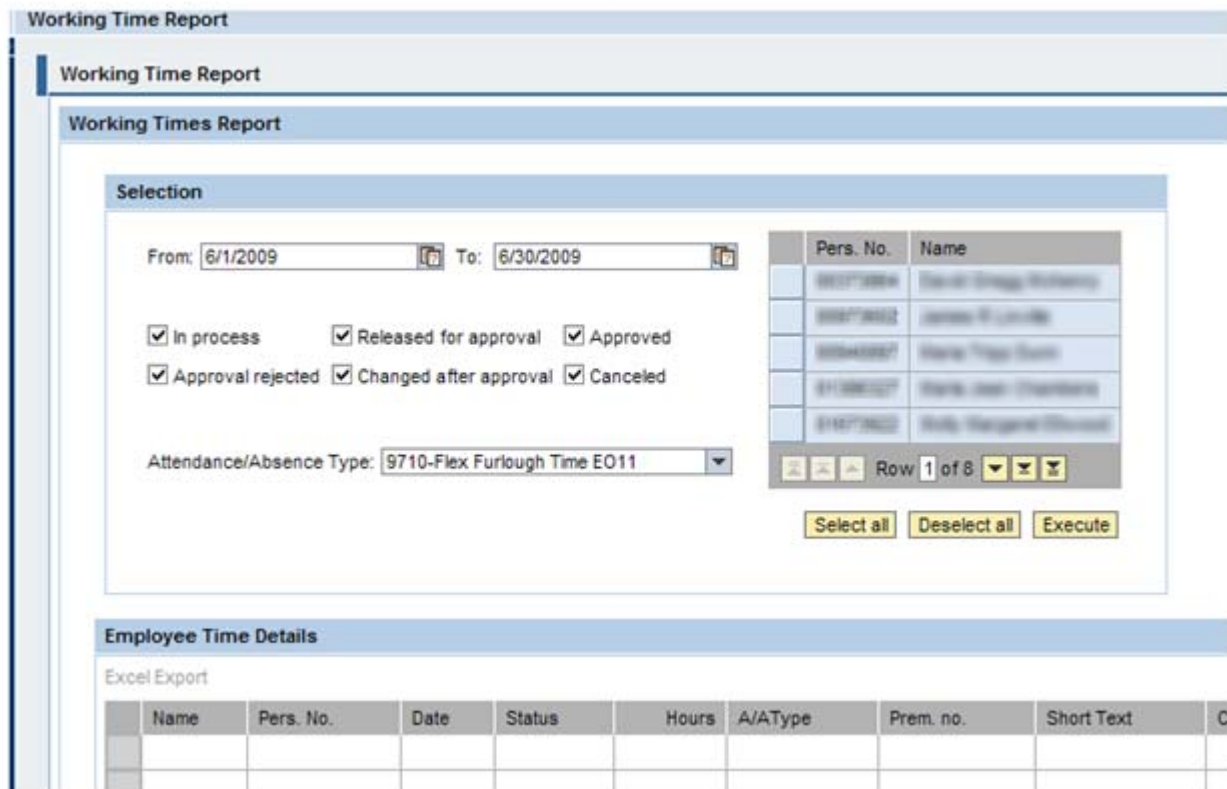 Working Time Report
Working Time Report
Working Times Report
Selection
From: 6/1/2009 To: 6/30/2009
In process Released for approval Approved
Approval rejected Changed after approval Canceled
Attendance/Absence Type: 9710-Flex Furlough Time EO11
Pers. No. Name
Row 1 of 8
Select all Deselect all Execute
Employee Time Details
Excel Export
Name Pers. No. Date Status Hours A/AType Prem. no. Short Text